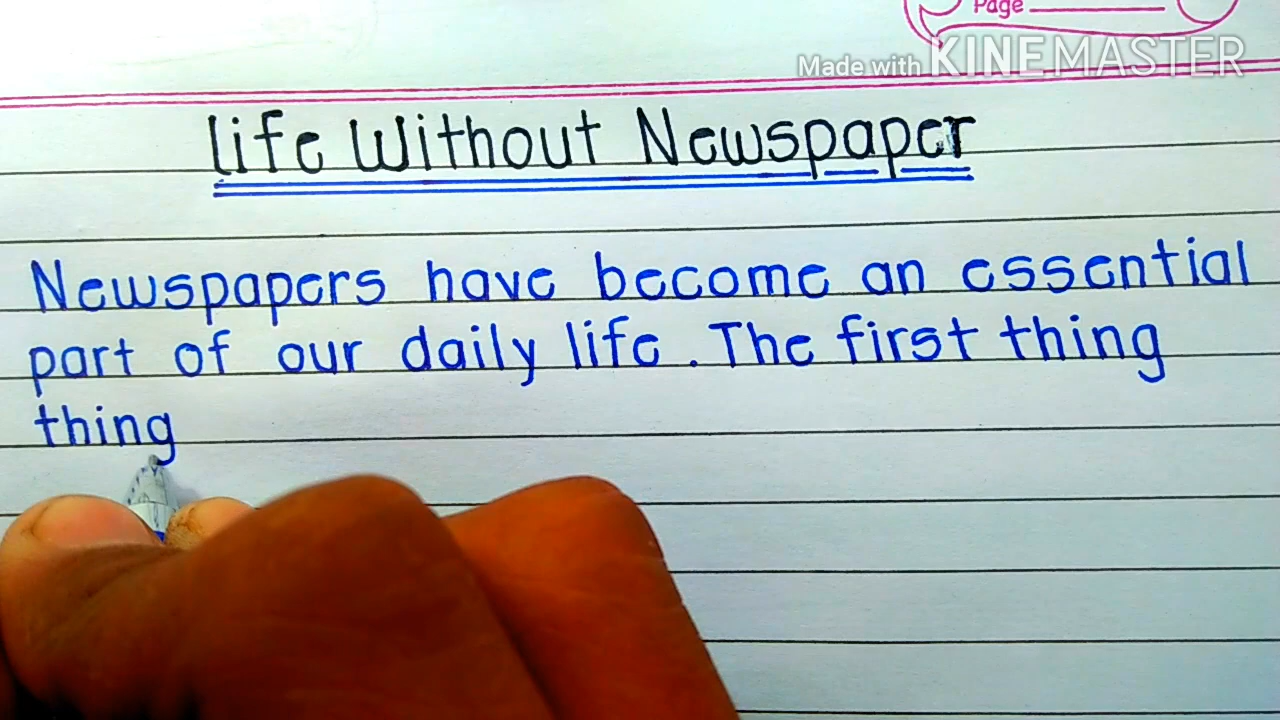 Page
Made with KINEMASTER
life Without Newspaper
Newspapers have become an essential
part of our daily life. The first thing
thing